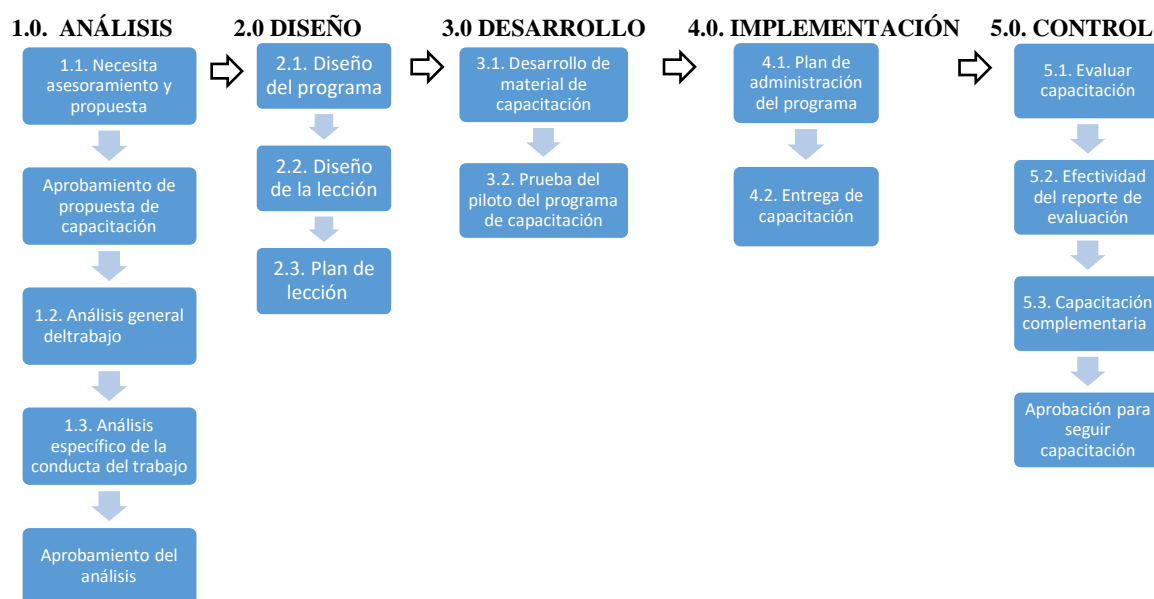 1.0. ANÁLISIS
1.1. Necesita
asesoramiento y
propuesta
Aprobamiento de
propuesta de
capacitación
1.2. Análisis general
deltrabajo
1.3. Análisis
específico de la
conducta del trabajo
Aprobamiento del
análisis
2.0 DISEÑO
2.1. Diseño
del programa
2.2. Diseño
de la lección
2.3. Plan de
lección
3.0 DESARROLLO
3.1. Desarrollo de
material de
capacitación
3.2. Prueba del
piloto del programa
de capacitación
4.0. IMPLEMENTACIÓN
4.1. Plan de
administración
del programa
4.2. Entrega de
capacitación
5.0. CONTROL
5.1. Evaluar
capacitación
5.2. Efectividad
del reporte de
evaluación
5.3. Capacitación
complementaria
Aprobación para
seguir
capacitación